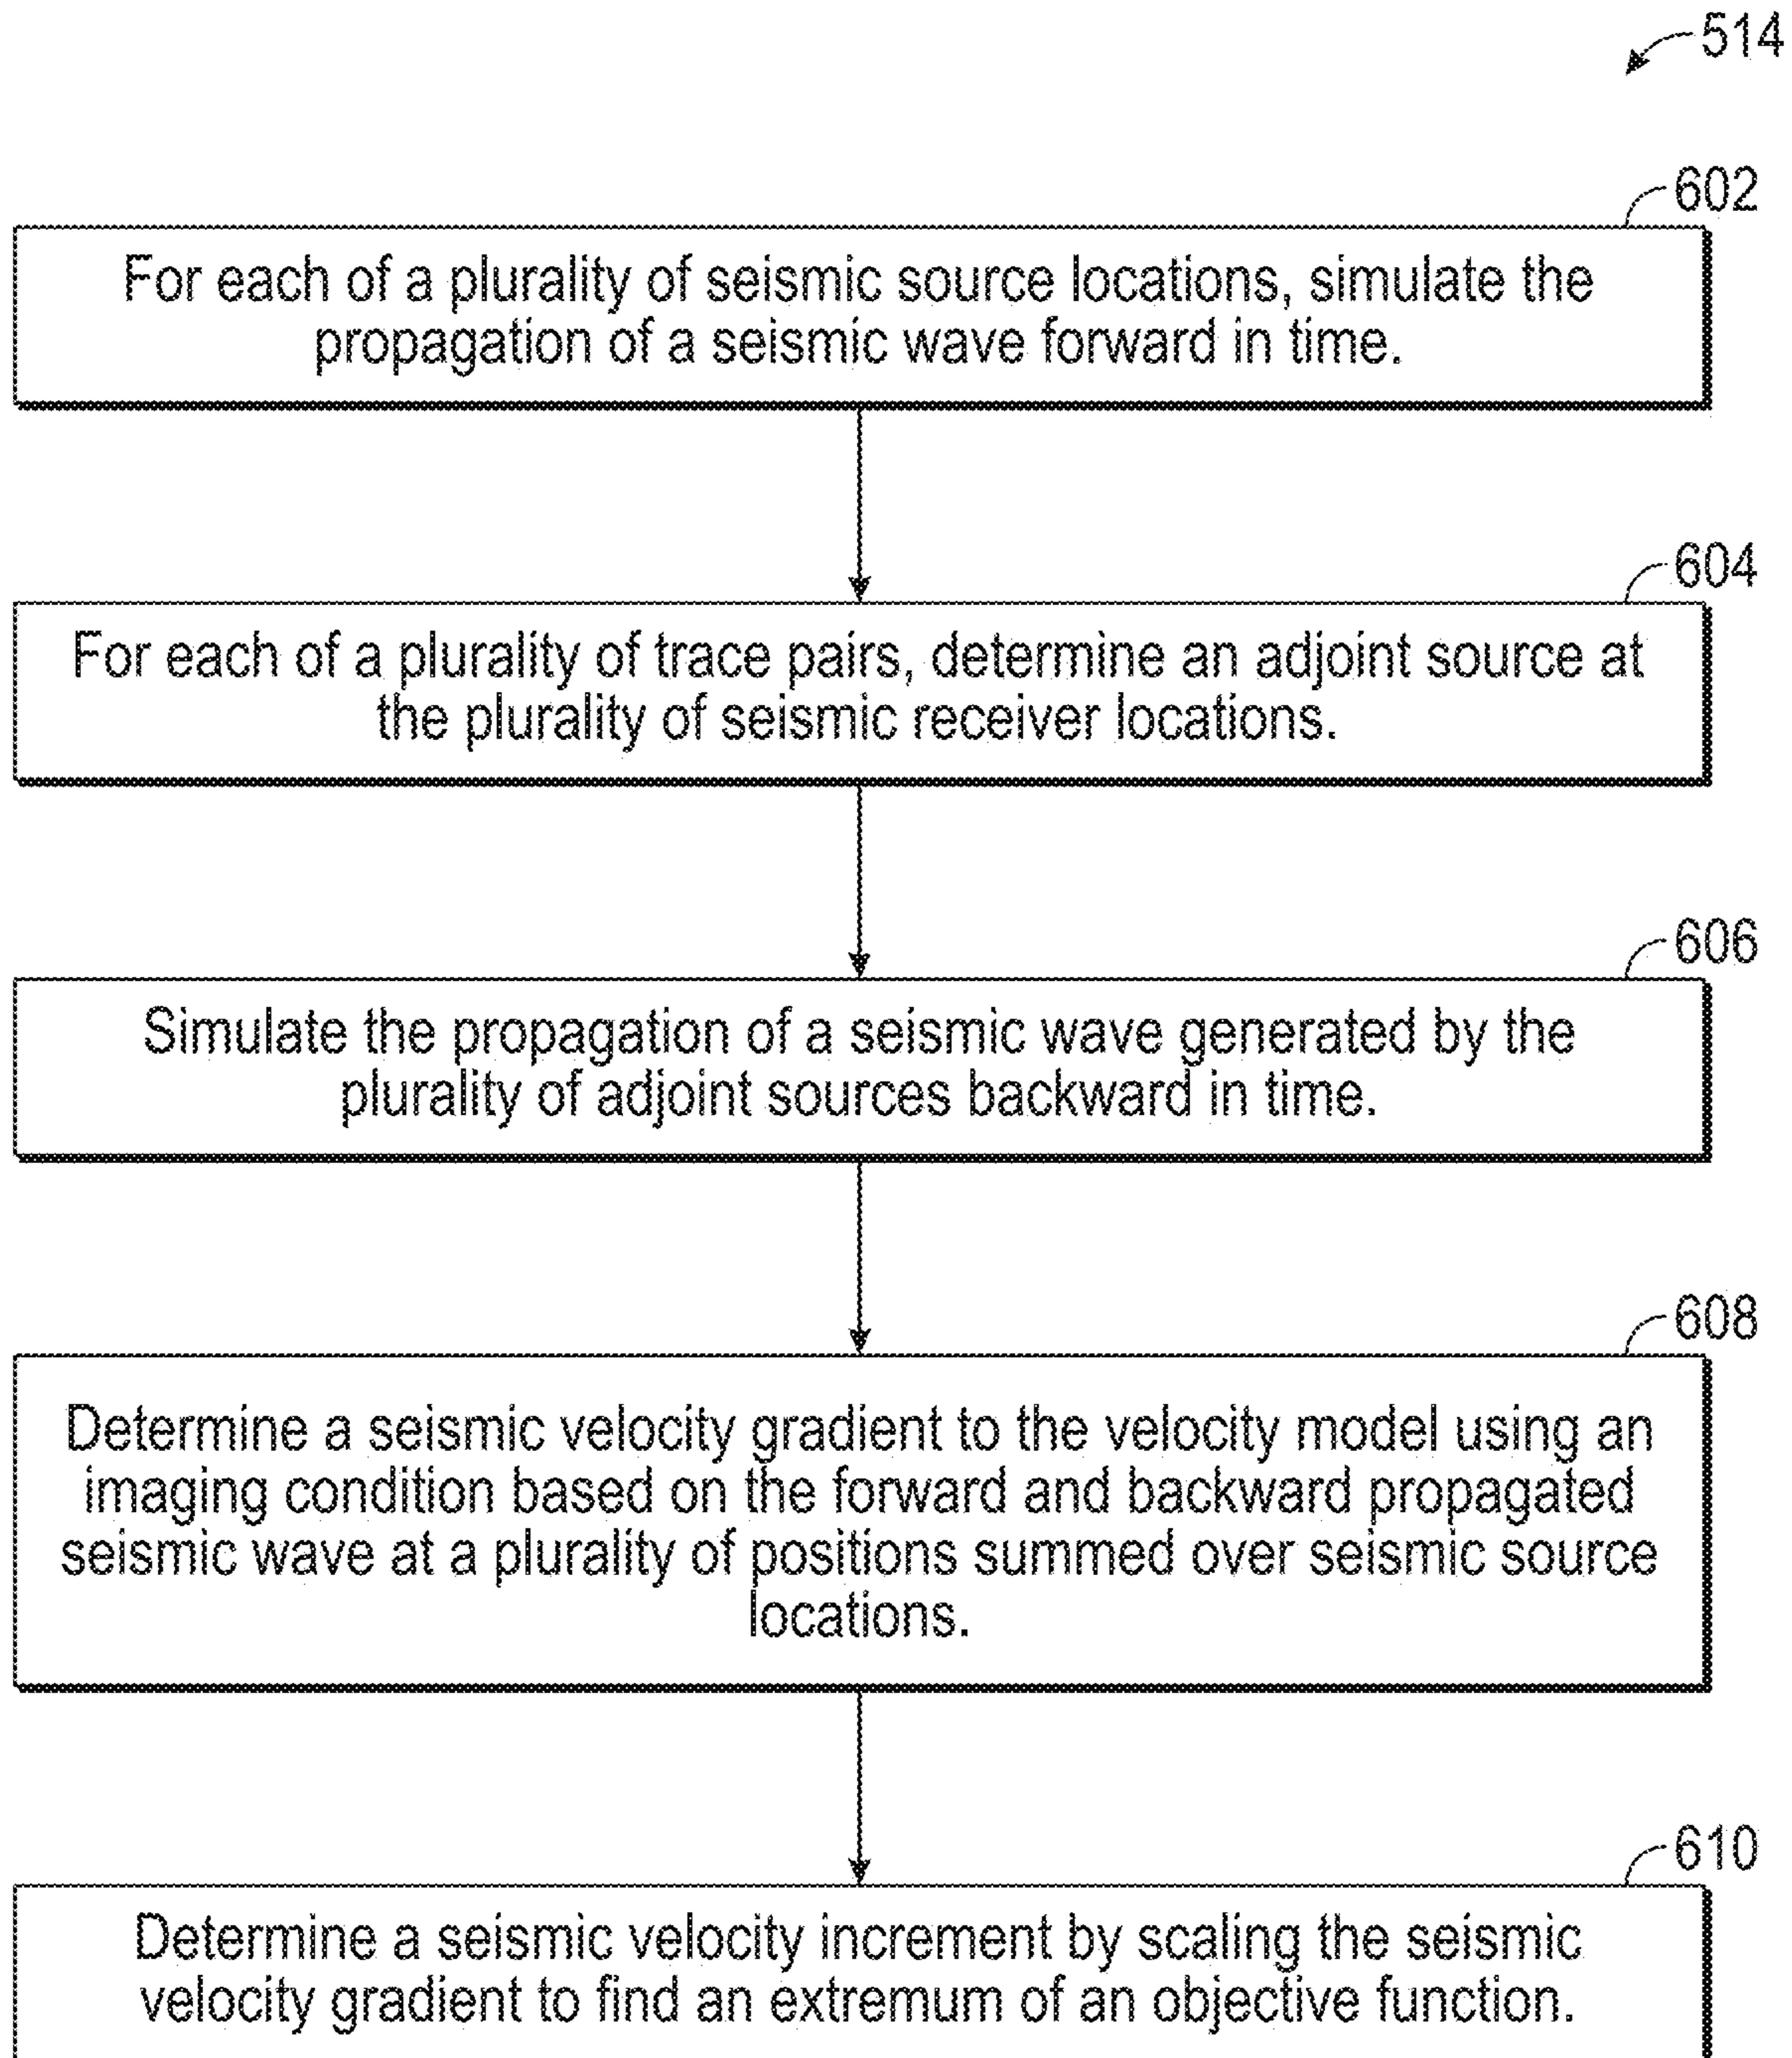 514
602
For each of a plurality of seismic source locations, simulate the
propagation of a seismic wave forward in time.
604
For each of a plurality of trace pairs, determine an adjoint source at
the plurality of seismic receiver locations.
606
Simulate the propagation of a seismic wave generated by the
plurality of adjoint sources backward in time.
608
Determine a seismic velocity gradient to the velocity model using an
imaging condition based on the forward and backward propagated
seismic wave at a plurality of positions summed over seismic source
locations.
610
Determine a seismic velocity increment by scaling the seismic
velocity gradient to find an extremum of an objective function.